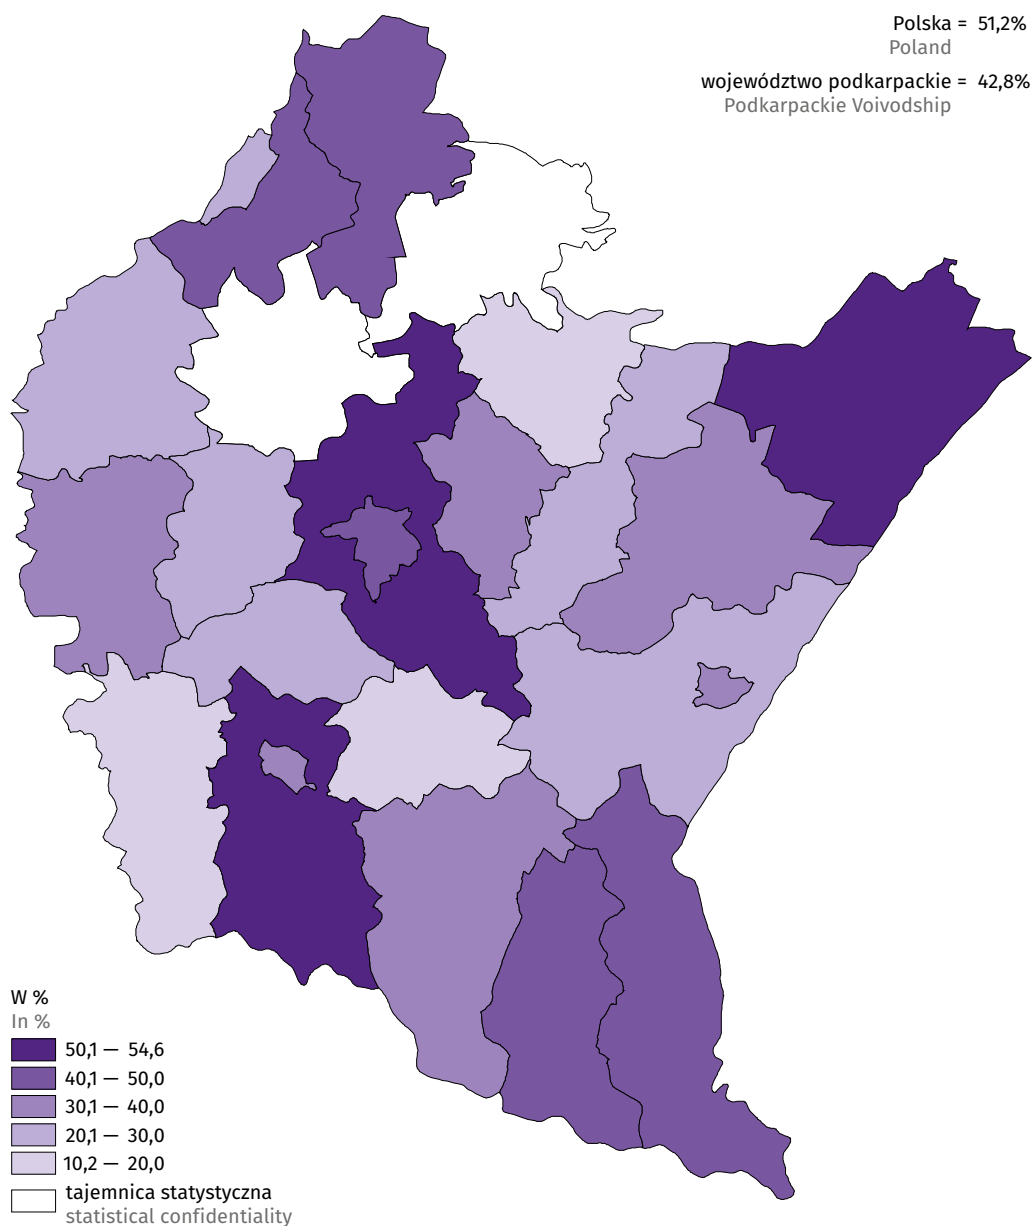 Polska = 51,2%
Poland
województwo podkarpackie = 42,8%
Podkarpackie Voivodship
W %
In %
50,1 — 54,6
40,1 — 50,0
30,1 — 40,0
20,1 — 30,0
10,2 — 20,0
tajemnica statystyczna
statistical confidentiality